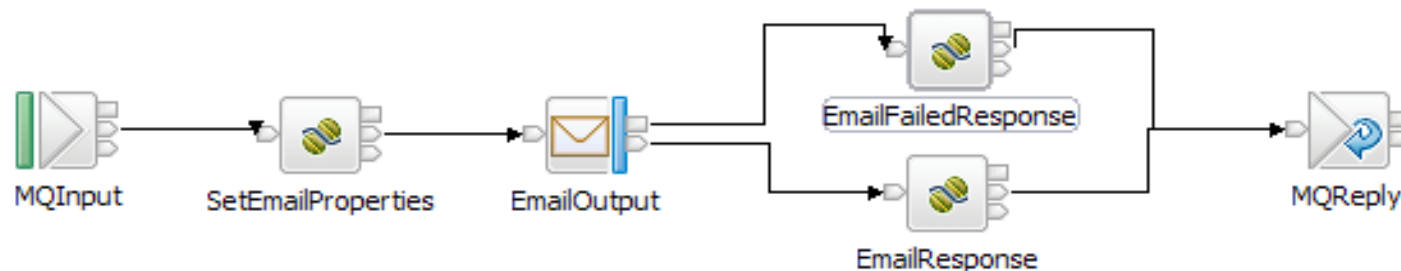 MQInput
SetEmailProperties
EmailOutput
EmailFailedResponse
EmailResponse
MQReply